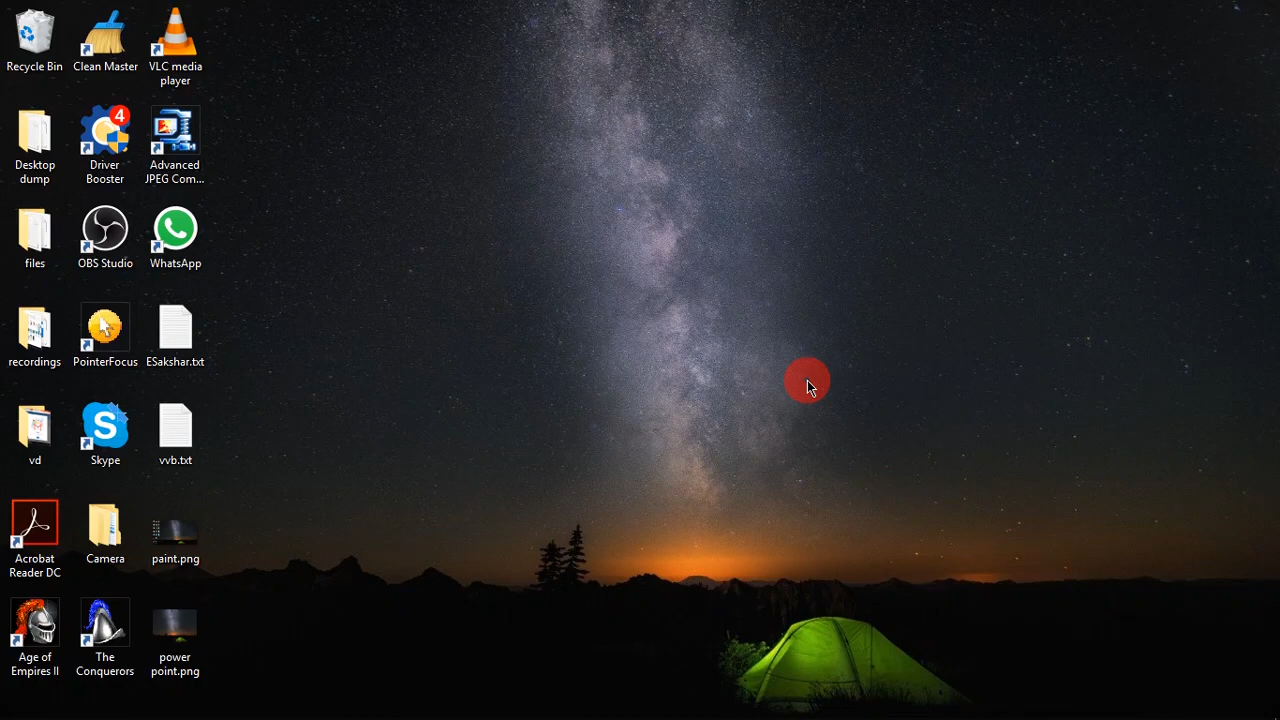 Recycle Bin
Clean Master
VLC media
player
Desktop
dump
Driver
Booster
4
Advanced
JPEG Com...
files
OBS Studio
WhatsApp
recordings
PointerFocus
ESakshar.txt
vd
Skype
vvb.txt
Acrobat
Reader DC
Camera
paint.png
Age of
Empires II
The
Conquerors
power
point.png